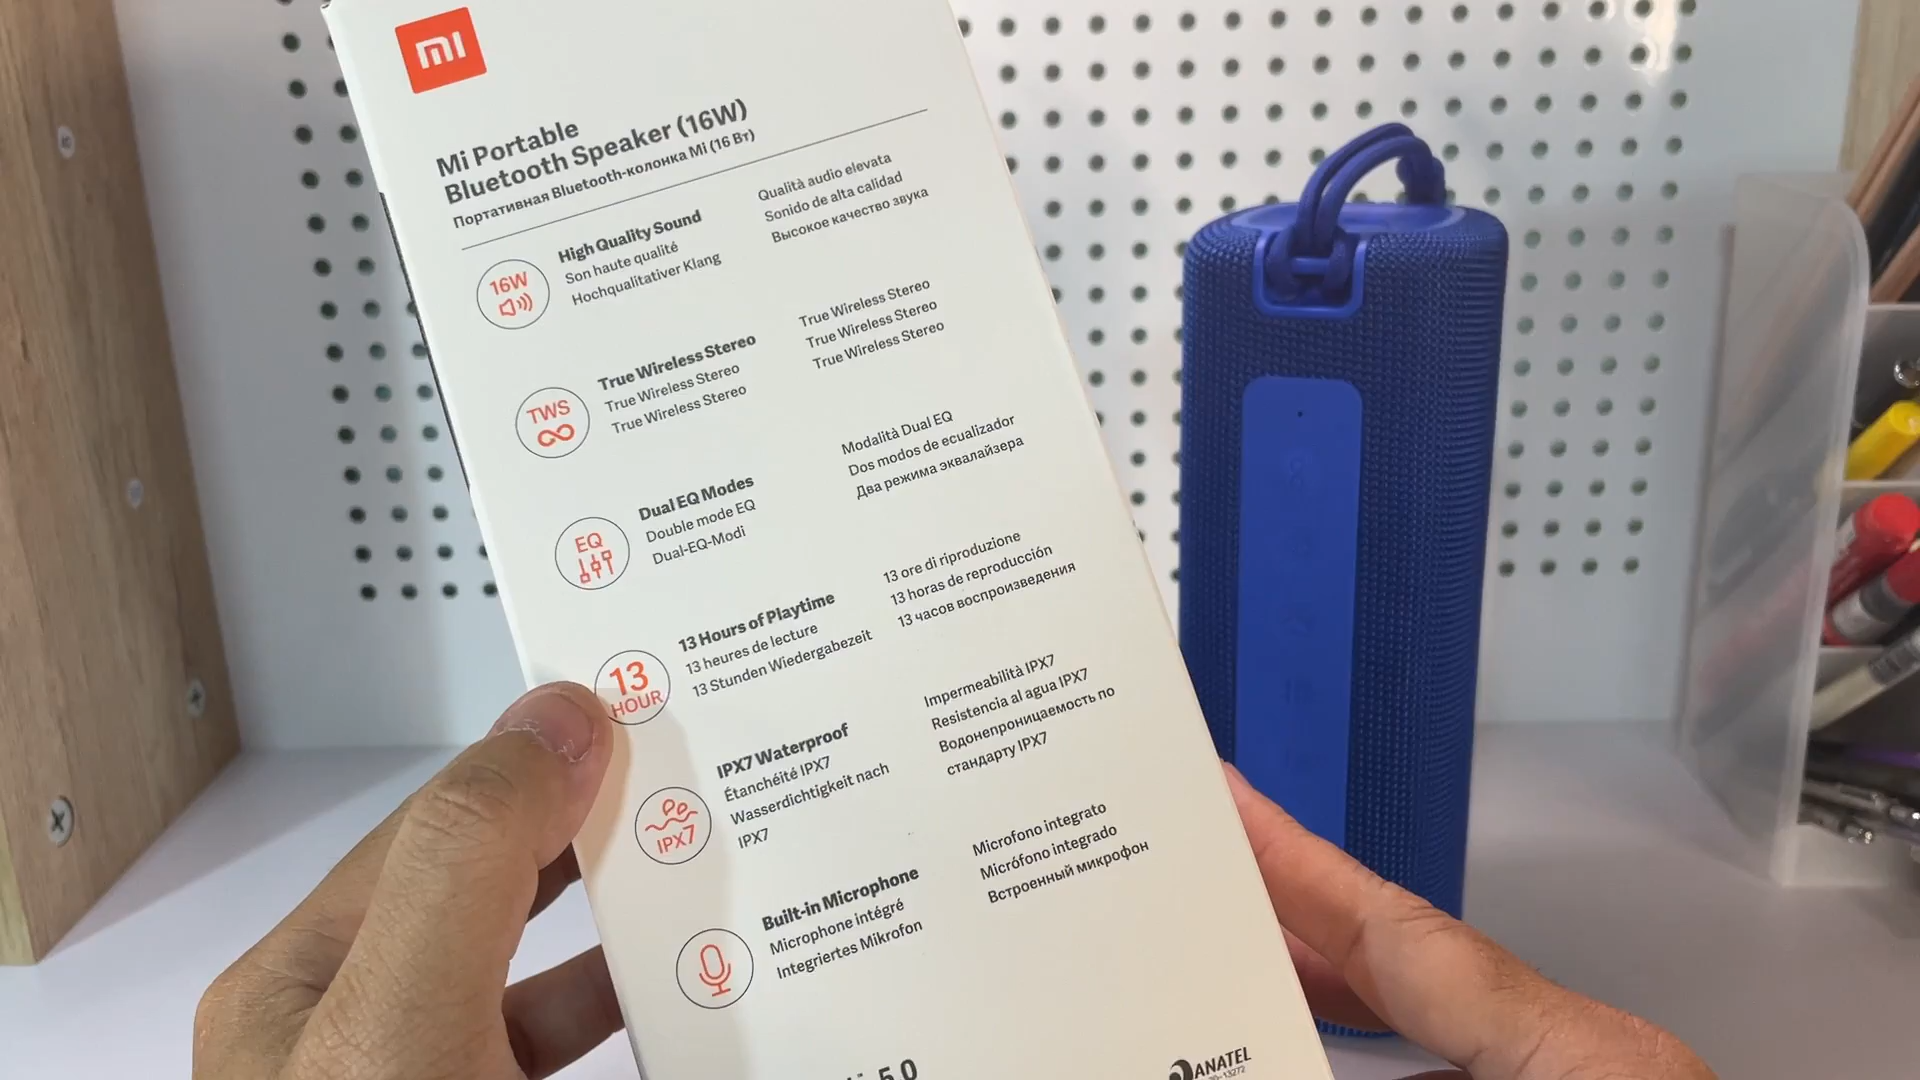 mi
Mi Portable
Bluetooth Speaker (16W)
Портативная Bluetooth-колонка Mi (16 Вт)
16W
High Quality Sound
Son haute qualité
Hochqualitativer Klang
Qualità audio elevata
Sonido de alta calidad
Высокое качество звука
TWS
True Wireless Stereo
True Wireless Stereo
True Wireless Stereo
True Wireless Stereo
True Wireless Stereo
True Wireless Stereo
EQ
Dual EQ Modes
Double mode EQ
Dual-EQ-Modi
Modalità Dual EQ
Dos modos de ecualizador
Два режима эквалайзера
13
HOUR
13 Hours of Playtime
13 heures de lecture
13 Stunden Wiedergabezeit
13 ore di riproduzione
13 horas de reproducción
13 часов воспроизведения
IPX7
IPX7 Waterproof
Étanchéité IPX7
Wasserdichtigkeit nach
IPX7
Impermeabilità IPX7
Resistencia al agua IPX7
Водонепроницаемость по
стандарту IPX7
Built-in Microphone
Microphone intégré
Integriertes Mikrofon
Microfono integrato
Micrófono integrado
Встроенный микрофон
5.0
ANATEL